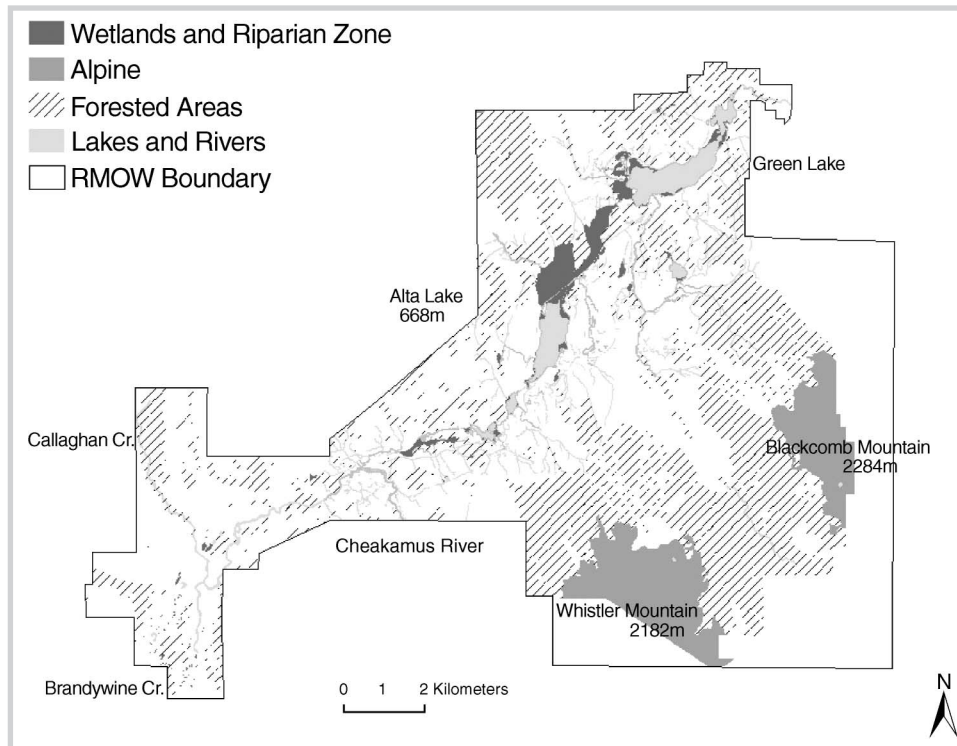 Wetlands and Riparian Zone
Alpine
Forested Areas
Lakes and Rivers
RMOW Boundary
Green Lake
Alta Lake
668m
Callaghan Cr.
Blackcomb Mountain
2284m
Cheakamus River
Whistler Mountain
2182m
Brandywine Cr.
0 1 2 Kilometers
N